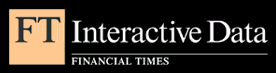 FT Interactive Data
FINANCIAL TIMES